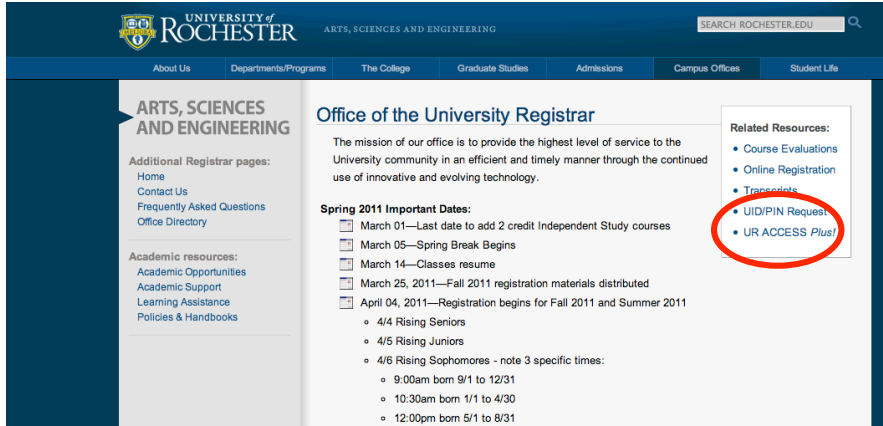 UNIVERSITY of
ROCHESTER
ARTS, SCIENCES AND ENGINEERING
SEARCH ROCHESTER.EDU
About Us
Departments/Programs
The College
Graduate Studies
Admissions
Campus Offices
Student Life
ARTS, SCIENCES
AND ENGINEERING
Additional Registrar pages:
Home
Contact Us
Frequently Asked Questions
Office Directory
Academic resources:
Academic Opportunities
Academic Support
Learning Assistance
Policies & Handbooks
Office of the University Registrar
The mission of our office is to provide the highest level of service to the
University community in an efficient and timely manner through the continued
use of innovative and evolving technology.
Spring 2011 Important Dates:
March 01—Last date to add 2 credit Independent Study courses
March 05—Spring Break Begins
March 14—Classes resume
March 25, 2011—Fall 2011 registration materials distributed
April 04, 2011—Registration begins for Fall 2011 and Summer 2011
4/4 Rising Seniors
4/5 Rising Juniors
4/6 Rising Sophomores - note 3 specific times:
9:00am born 9/1 to 12/31
10:30am born 1/1 to 4/30
12:00pm born 5/1 to 8/31
Related Resources:
Course Evaluations
Online Registration
Transcripts
UID/PIN Request
UR ACCESS Plus!